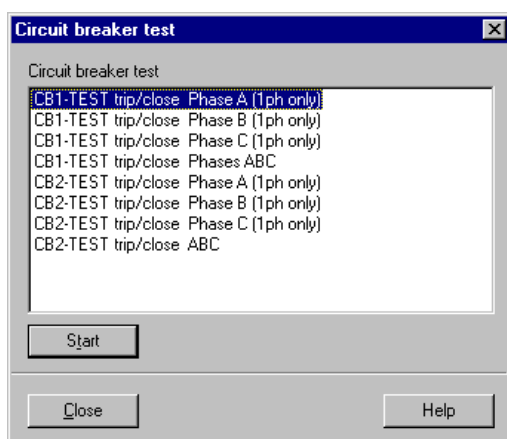 Circuit breaker test
Circuit breaker test
CB1-TEST trip/close Phase A (1ph only)
CB1-TEST trip/close Phase B (1ph only)
CB1-TEST trip/close Phase C (1ph only)
CB1-TEST trip/close Phases ABC
CB2-TEST trip/close Phase A (1ph only)
CB2-TEST trip/close Phase B (1ph only)
CB2-TEST trip/close Phase C (1ph only)
CB2-TEST trip/close ABC
Start
Close
Help